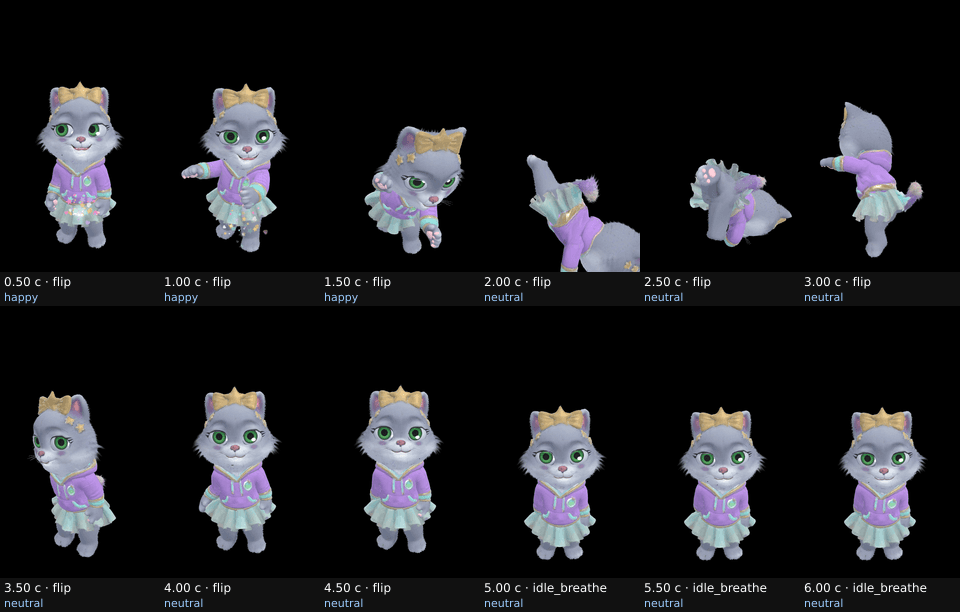 0.50 c · flip
happy
1.00 c · flip
happy
1.50 c · flip
happy
2.00 c · flip
neutral
2.50 c · flip
neutral
3.00 c · flip
neutral
3.50 c · flip
neutral
4.00 c · flip
neutral
4.50 c · flip
neutral
5.00 c · idle_breathe
neutral
5.50 c · idle_breathe
neutral
6.00 c · idle_breathe
neutral